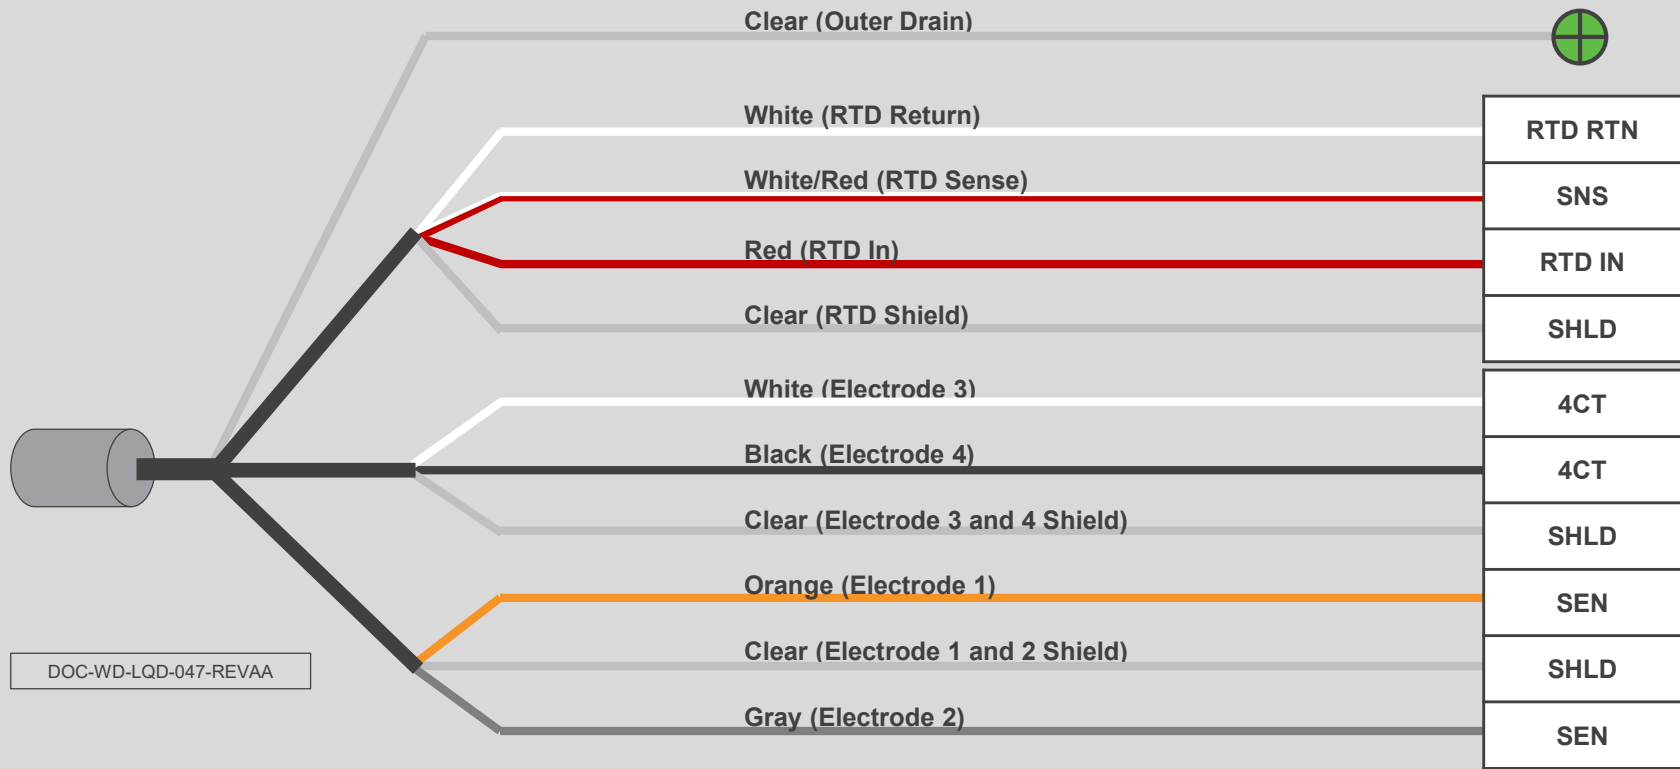 Clear (Outer Drain)
White (RTD Return)
RTD RTN
White/Red (RTD Sense)
SNS
Red (RTD In)
RTD IN
Clear (RTD Shield)
SHLD
White (Electrode 3)
4CT
Black (Electrode 4)
4CT
Clear (Electrode 3 and 4 Shield)
SHLD
Orange (Electrode 1)
SEN
Clear (Electrode 1 and 2 Shield)
SHLD
DOC-WD-LQD-047-REVAA
Gray (Electrode 2)
SEN